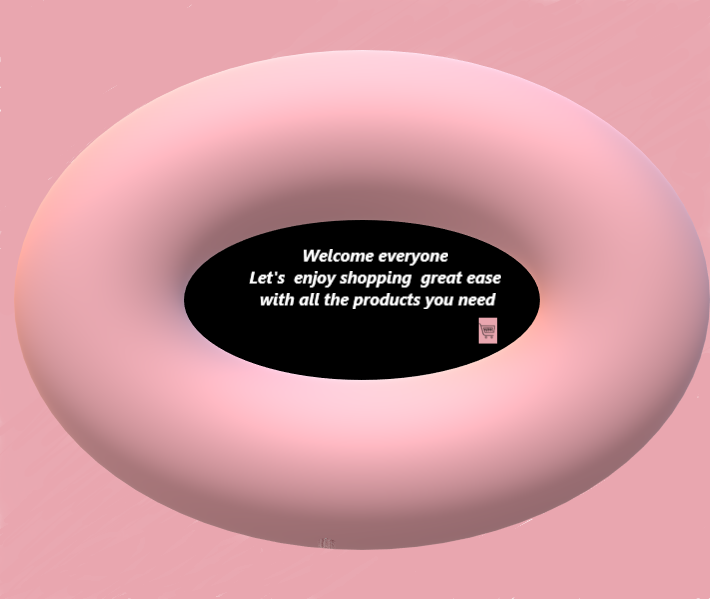 Welcome everyone
Let's  enjoy shopping  great ease
with all the products you need